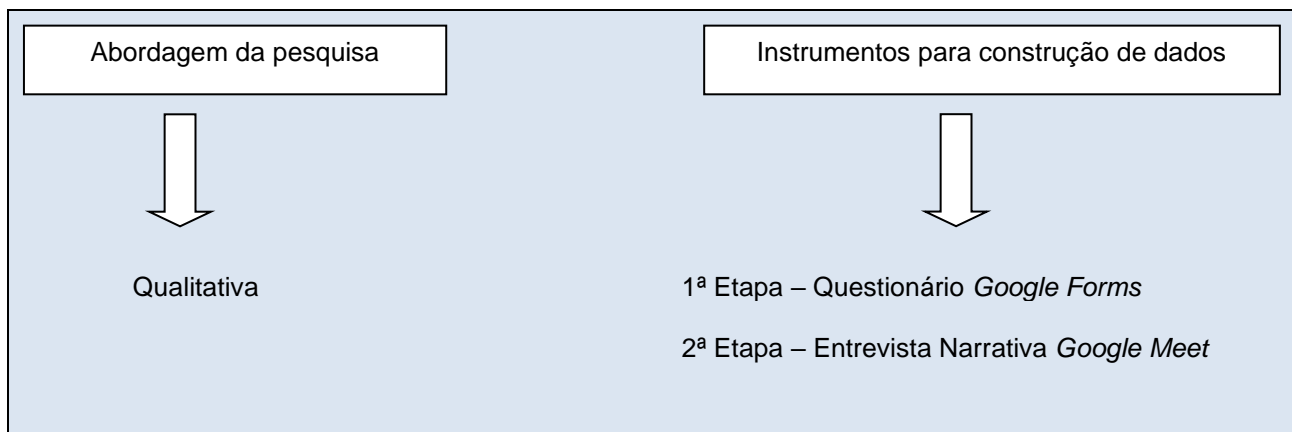 Abordagem da pesquisa
Instrumentos para construção de dados
Qualitativa
1ª Etapa – Questionário Google Forms
2ª Etapa – Entrevista Narrativa Google Meet